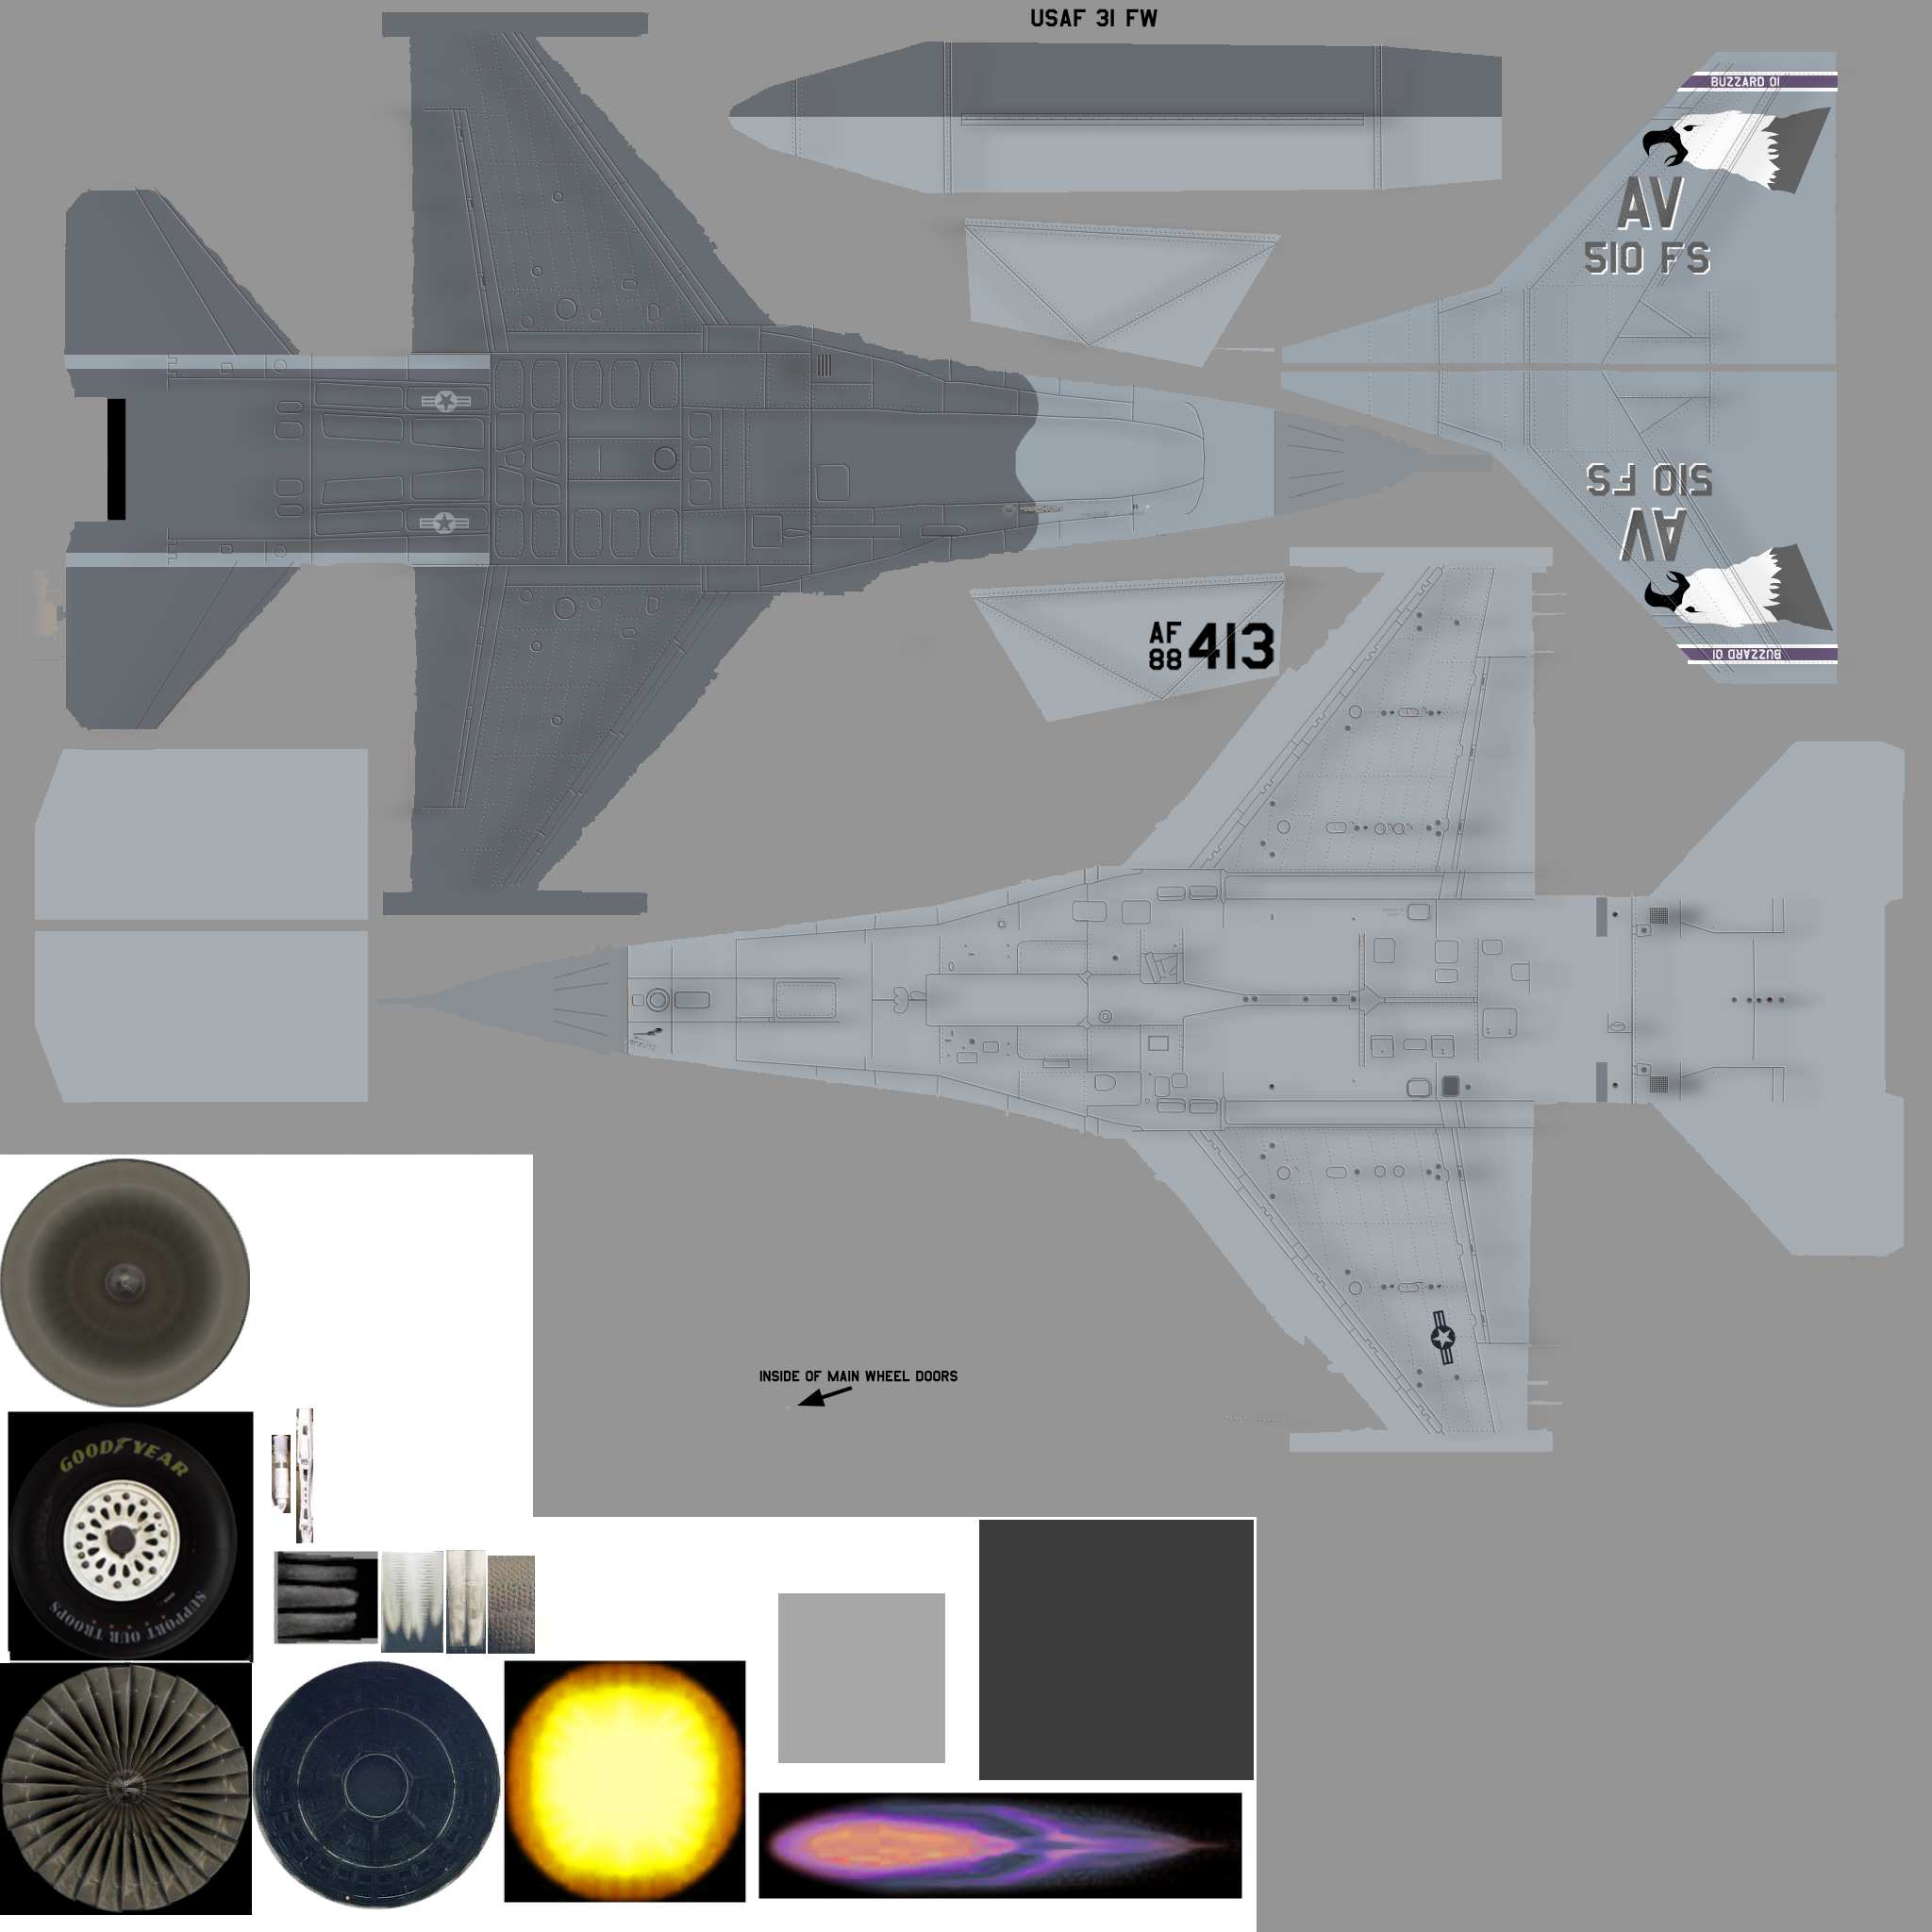 USAF 31 FW
BUZZARD 01
AV
510 FS
510 FS
AV
BUZZARD 01
AF
88
413
INSIDE OF MAIN WHEEL DOORS
GOODYEAR
SUPPORT OUR TROOPS